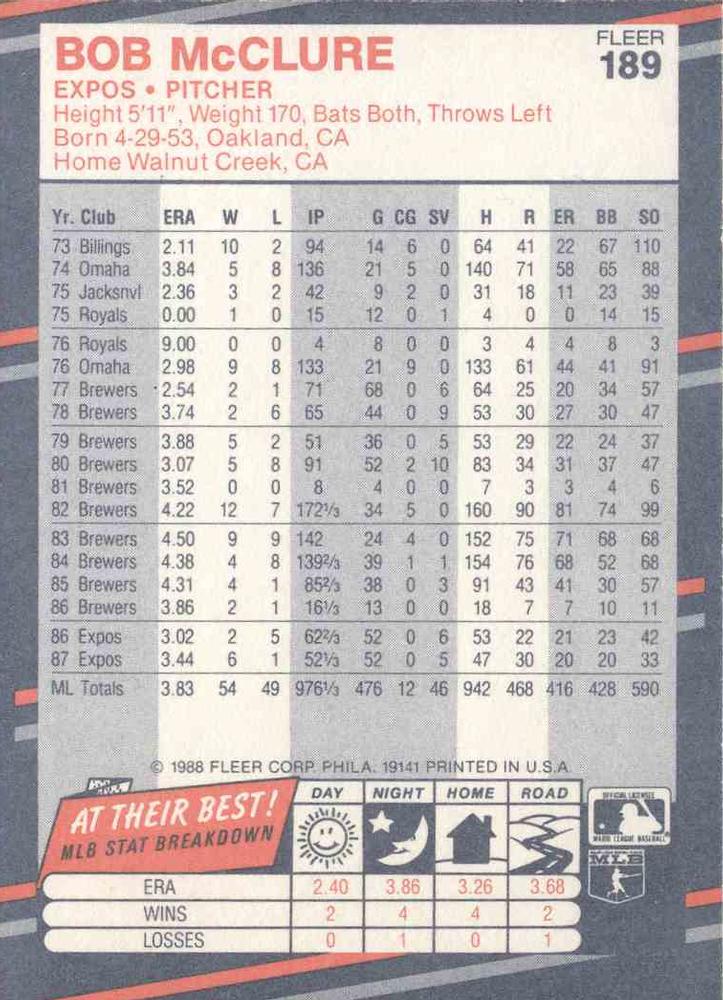 BOB McCLURE
FLEER
189
EXPOS • PITCHER
Height 5'11", Weight 170, Bats Both, Throws Left
Born 4-29-53, Oakland, CA
Home Walnut Creek, CA
Yr. Club ERA W L IP G CG SV H R ER BB SO
73 Billings 2.11 10 2 94 14 6 0 64 41 22 67 110
74 Omaha 3.84 5 8 136 21 5 0 140 71 58 65 88
75 Jacksnvl 2.36 3 2 42 9 2 0 31 18 11 23 39
75 Royals 0.00 1 0 15 12 0 1 4 0 0 14 15
76 Royals 9.00 0 0 4 8 0 0 3 4 4 8 3
76 Omaha 2.98 9 8 133 21 9 0 133 61 44 41 91
77 Brewers 2.54 2 1 71 68 0 6 64 25 20 34 57
78 Brewers 3.74 2 6 65 44 0 9 53 30 27 30 47
79 Brewers 3.88 5 2 51 36 0 5 53 29 22 24 37
80 Brewers 3.07 5 8 91 52 2 10 83 34 31 37 47
81 Brewers 3.52 0 0 8 4 0 0 7 3 3 4 6
82 Brewers 4.22 12 7 172⅓ 34 5 0 160 90 81 74 99
83 Brewers 4.50 9 9 142 24 4 0 152 75 71 68 68
84 Brewers 4.38 4 8 139⅔ 39 1 1 154 76 68 52 68
85 Brewers 4.31 4 1 85⅔ 38 0 3 91 43 41 30 57
86 Brewers 3.86 2 1 16⅓ 13 0 0 18 7 7 10 11
86 Expos 3.02 2 5 62⅔ 52 0 6 53 22 21 23 42
87 Expos 3.44 6 1 52⅓ 52 0 5 47 30 20 20 33
ML Totals 3.83 54 49 976⅓ 476 12 46 942 468 416 428 590
© 1988 FLEER CORP. PHILA. 19141 PRINTED IN U.S.A.
AT THEIR BEST!
MLB STAT BREAKDOWN
DAY NIGHT HOME ROAD
OFFICIAL LICENSEE
MAJOR LEAGUE BASEBALL
MLB
ERA 2.40 3.86 3.26 3.68
WINS 2 4 4 2
LOSSES 0 1 0 1